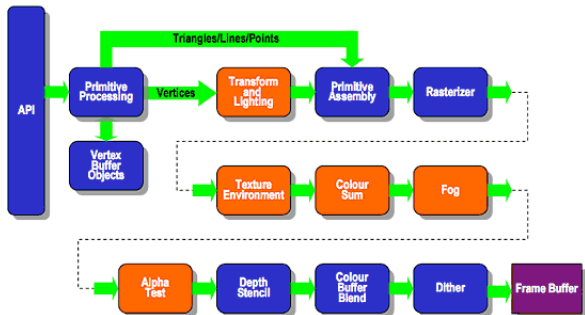 Triangles/Lines/Points
API
Primitive
Processing
Vertices
Transform
and
Lighting
Primitive
Assembly
Rasterizer
Vertex
Buffer
Objects
Texture
Environment
Colour
Sum
Fog
Alpha
Test
Depth
Stencil
Colour
Buffer
Blend
Dither
Frame Buffer